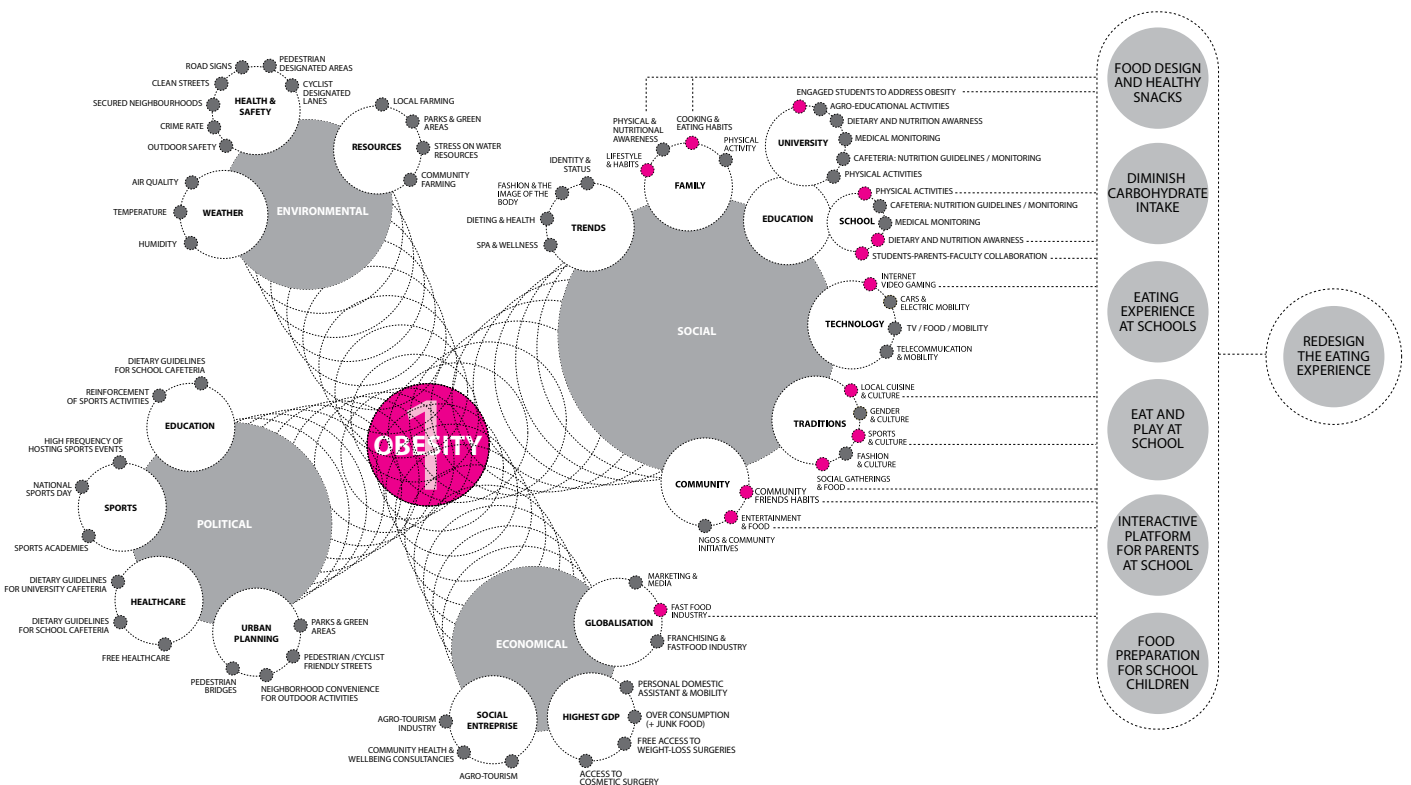 ROAD SIGNS
PEDESTRIAN
DESIGNATED AREAS
CLEAN STREETS
CYCLIST
DESIGNATED
LANES
SECURED NEIGHBOURHOODS
HEALTH &
SAFETY
CRIME RATE
OUTDOOR SAFETY
LOCAL FARMING
PARKS & GREEN
AREAS
RESOURCES
STRESS ON WATER
RESOURCES
COMMUNITY
FARMING
AIR QUALITY
TEMPERATURE
WEATHER
HUMIDITY
ENVIRONMENTAL
IDENTITY &
STATUS
FASHION & THE
IMAGE OF THE
BODY
DIETING & HEALTH
SPA & WELLNESS
TRENDS
PHYSICAL &
NUTRITIONAL
AWARENESS
LIFESTYLE
& HABITS
COOKING &
EATING HABITS
PHYSICAL
ACTIVITY
FAMILY
ENGAGED STUDENTS TO ADDRESS OBESITY
AGRO-EDUCATIONAL ACTIVITIES
DIETARY AND NUTRITION AWARNESS
UNIVERSITY
MEDICAL MONITORING
CAFETERIA: NUTRITION GUIDELINES / MONITORING
PHYSICAL ACTIVITIES
EDUCATION
PHYSICAL ACTIVITIES
CAFETERIA: NUTRITION GUIDELINES / MONITORING
SCHOOL
MEDICAL MONITORING
DIETARY AND NUTRITION AWARNESS
STUDENTS-PARENTS-FACULTY COLLABORATION
SOCIAL
INTERNET
VIDEO GAMING
CARS &
ELECTRIC MOBILITY
TECHNOLOGY
TV / FOOD / MOBILITY
TELECOMMUICATION
& MOBILITY
LOCAL CUISINE
& CULTURE
GENDER
& CULTURE
TRADITIONS
SPORTS
& CULTURE
FASHION
& CULTURE
SOCIAL GATHERINGS
& FOOD
COMMUNITY
COMMUNITY
FRIENDS HABITS
ENTERTAINMENT
& FOOD
NGOS & COMMUNITY
INITIATIVES
1
OBESITY
DIETARY GUIDELINES
FOR SCHOOL CAFETERIA
REINFORCEMENT
OF SPORTS ACTIVITIES
EDUCATION
HIGH FREQUENCY OF
HOSTING SPORTS EVENTS
NATIONAL
SPORTS DAY
SPORTS
SPORTS ACADEMIES
POLITICAL
DIETARY GUIDELINES
FOR UNIVERSITY CAFETERIA
HEALTHCARE
DIETARY GUIDELINES
FOR SCHOOL CAFETERIA
FREE HEALTHCARE
URBAN
PLANNING
PARKS & GREEN
AREAS
PEDESTRIAN /CYCLIST
FRIENDLY STREETS
PEDESTRIAN
BRIDGES
NEIGHBORHOOD CONVENIENCE
FOR OUTDOOR ACTIVITIES
ECONOMICAL
MARKETING &
MEDIA
FAST FOOD
INDUSTRY
GLOBALISATION
FRANCHISING &
FASTFOOD INDUSTRY
PERSONAL DOMESTIC
ASSISTANT & MOBILITY
HIGHEST GDP
OVER CONSUMPTION
(+ JUNK FOOD)
FREE ACCESS TO
WEIGHT-LOSS SURGERIES
ACCESS TO
COSMETIC SURGERY
SOCIAL
ENTREPRISE
AGRO-TOURISM
INDUSTRY
COMMUNITY HEALTH &
WELLBEING CONSULTANCIES
AGRO-TOURISM
FOOD DESIGN
AND HEALTHY
SNACKS
DIMINISH
CARBOHYDRATE
INTAKE
EATING
EXPERIENCE
AT SCHOOLS
EAT AND
PLAY AT
SCHOOL
INTERACTIVE
PLATFORM
FOR PARENTS
AT SCHOOL
FOOD
PREPARATION
FOR SCHOOL
CHILDREN
REDESIGN
THE EATING
EXPERIENCE